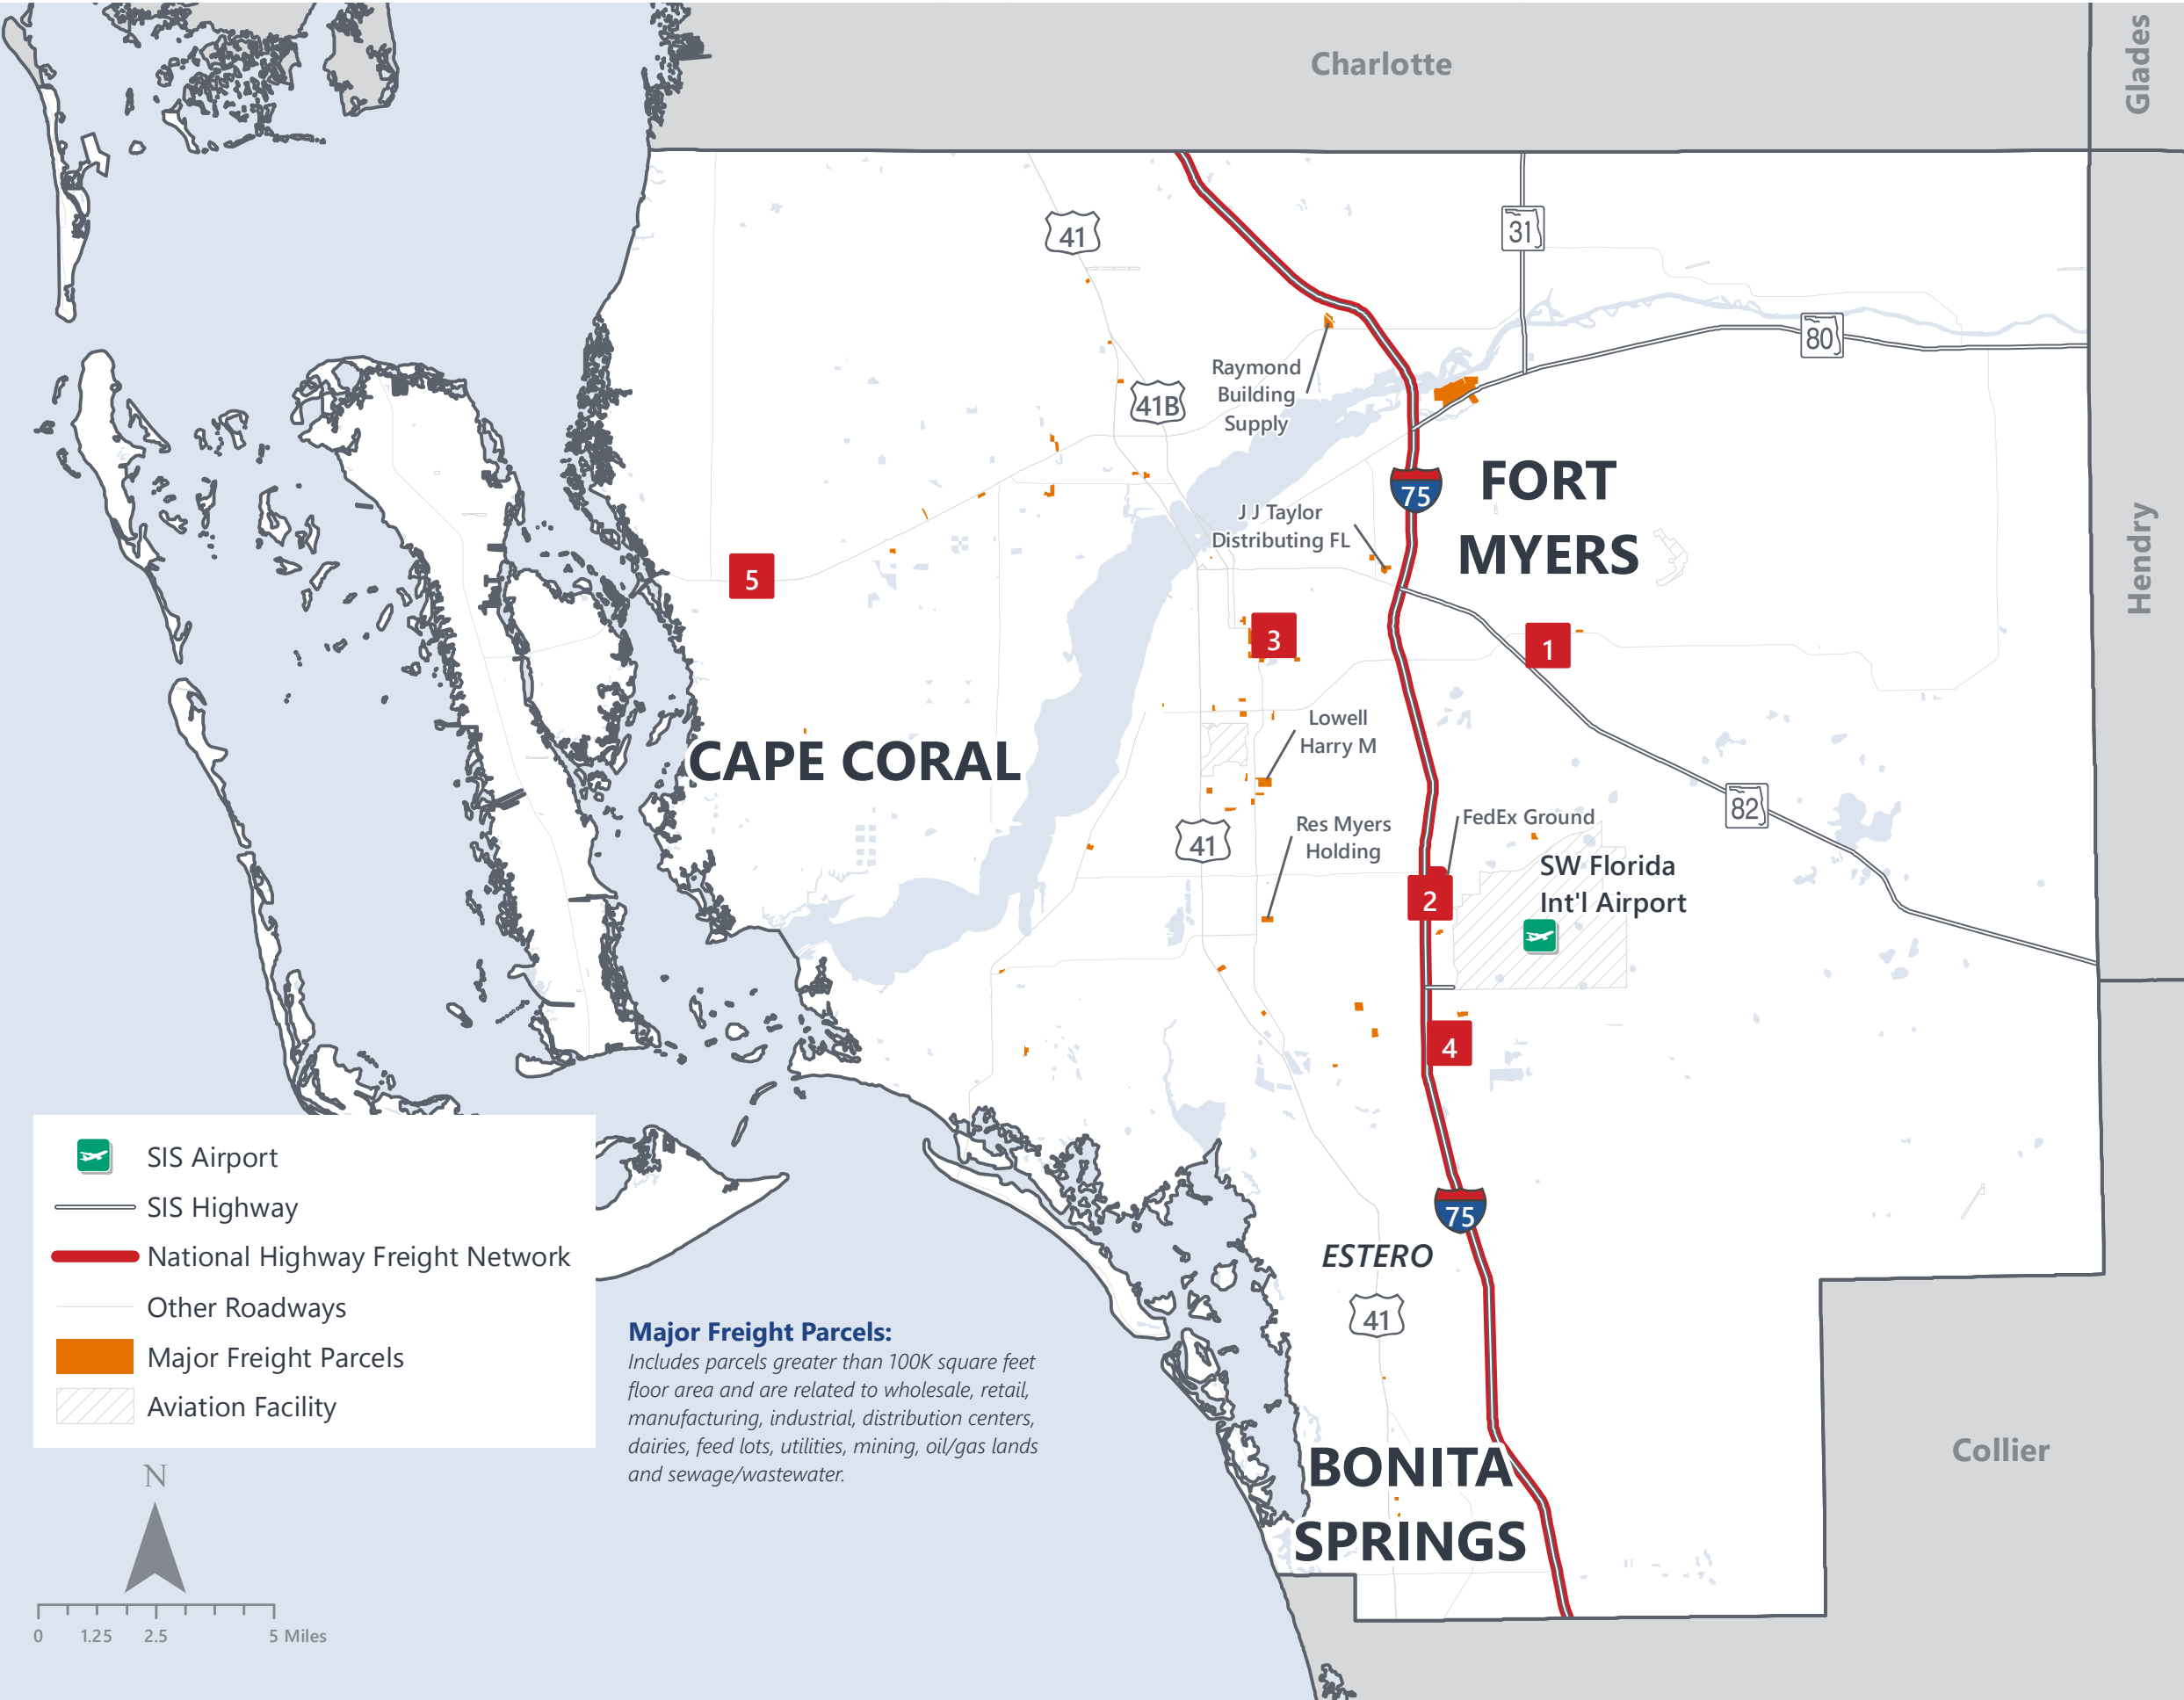 Charlotte
Glades
41
31
80
Raymond
Building
Supply
41B
75
FORT
MYERS
J J Taylor
Distributing FL
Hendry
5
3
1
Lowell
Harry M
CAPE CORAL
82
FedEx Ground
Res Myers
Holding
41
SW Florida
Int'l Airport
2
4
SIS Airport
SIS Highway
National Highway Freight Network
Other Roadways
Major Freight Parcels
Aviation Facility
75
ESTERO
41
Major Freight Parcels:
Includes parcels greater than 100K square feet
floor area and are related to wholesale, retail,
manufacturing, industrial, distribution centers,
dairies, feed lots, utilities, mining, oil/gas lands
and sewage/wastewater.
BONITA
SPRINGS
Collier
N
0 1.25 2.5 5 Miles